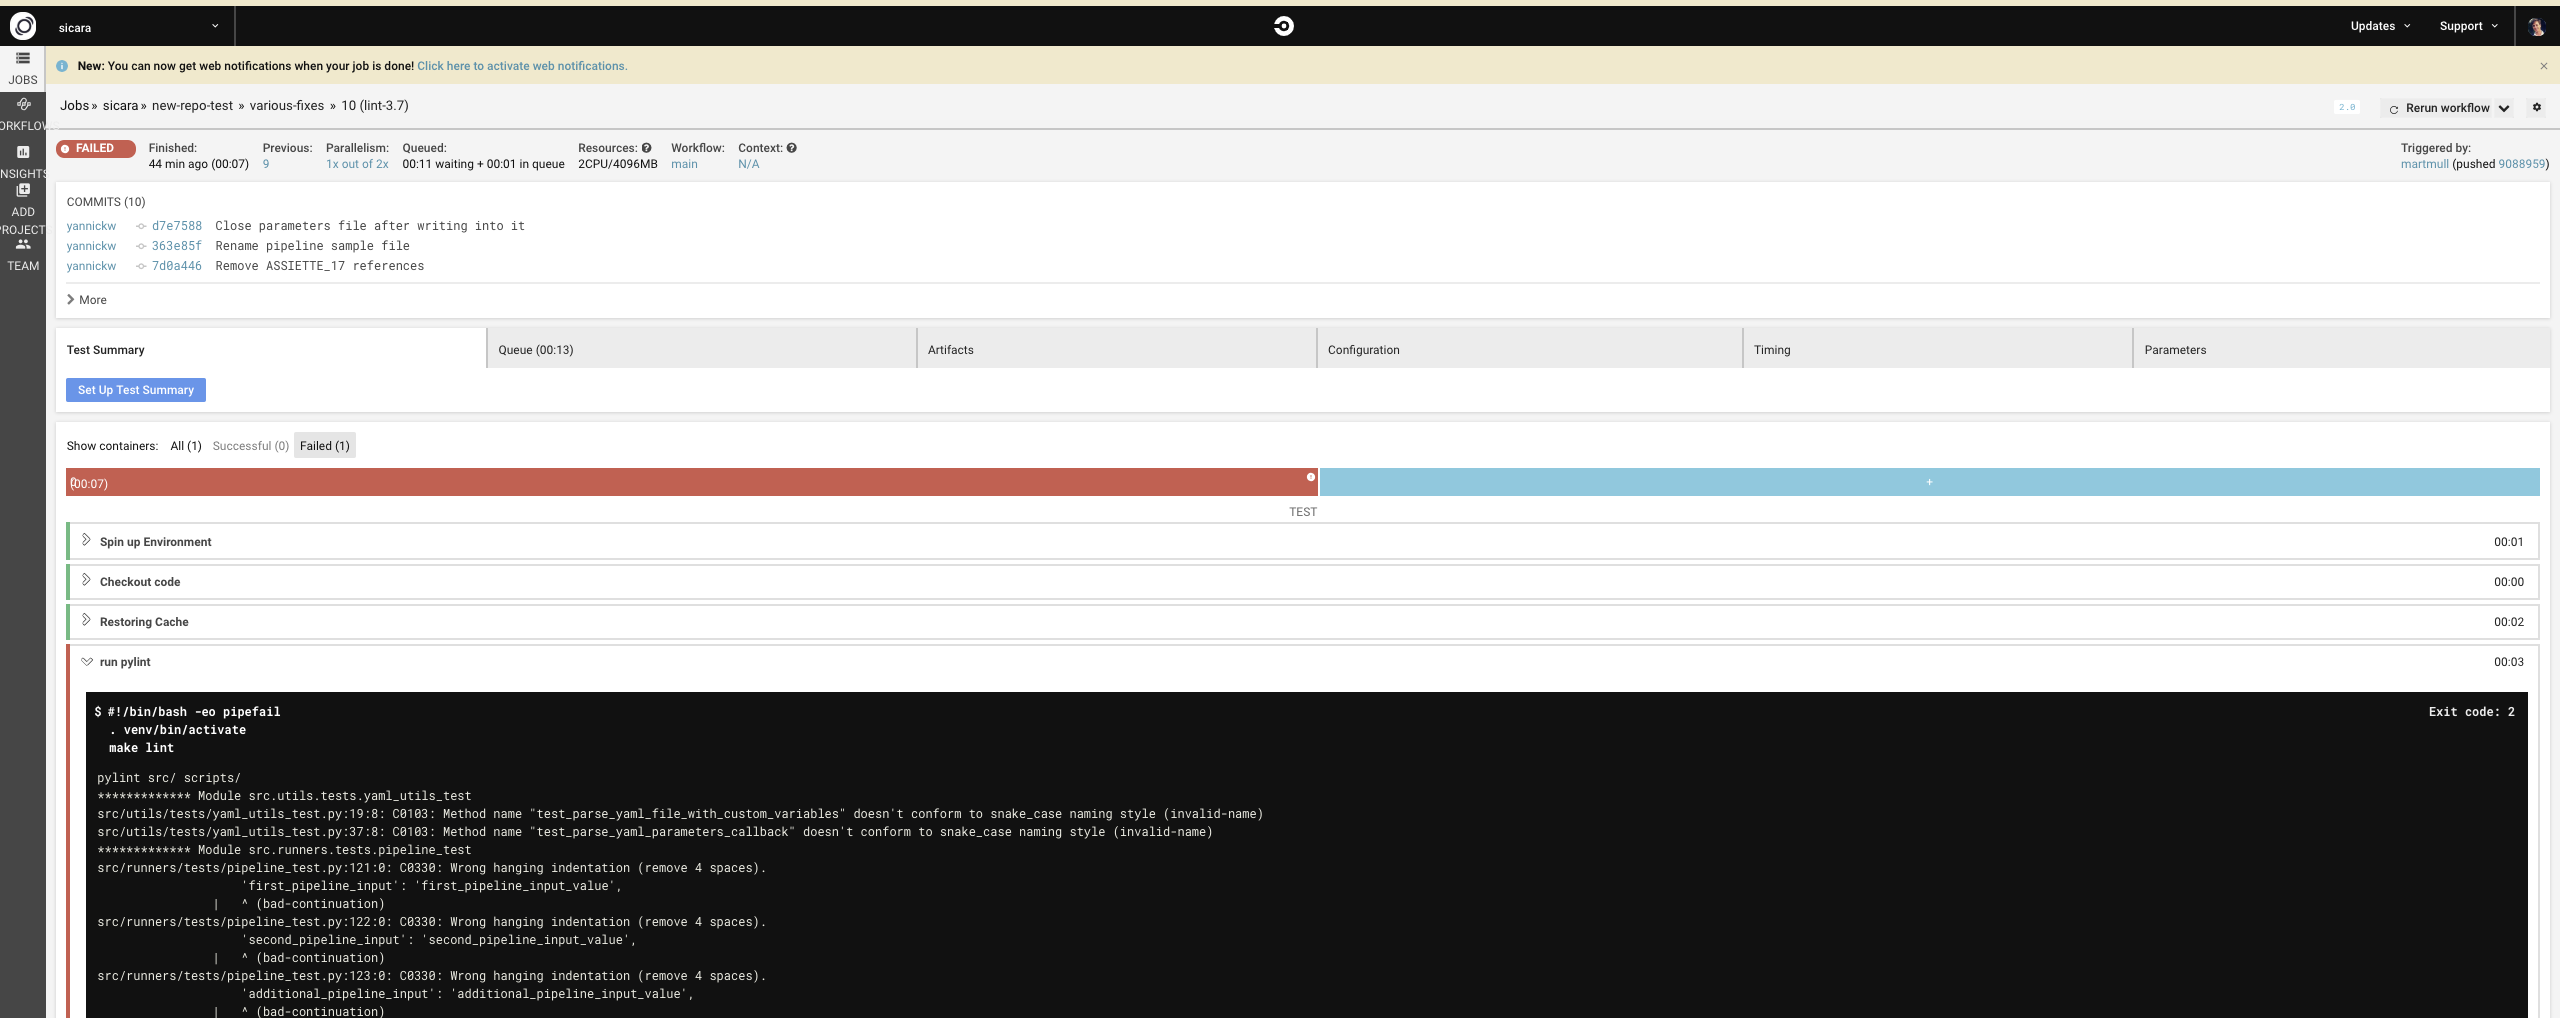 sicara
Updates
Support
JOBS
New: You can now get web notifications when your job is done! Click here to activate web notifications.
ORKFLOW
NSIGHTS
ADD
PROJECT
TEAM
Jobs » sicara » new-repo-test » various-fixes » 10 (lint-3.7)
2.0
Rerun workflow
FAILED
Finished: Previous: Parallelism: Queued: Resources: Workflow: Context: Triggered by:
44 min ago (00:07) 9 1x out of 2x 00:11 waiting + 00:01 in queue 2CPU/4096MB main N/A martmull (pushed 9088959)
COMMITS (10)
yannickw d7e7588 Close parameters file after writing into it
yannickw 363e85f Rename pipeline sample file
yannickw 7d0a446 Remove ASSIETTE_17 references
More
Test Summary Queue (00:13) Artifacts Configuration Timing Parameters
Set Up Test Summary
Show containers: All (1) Successful (0) Failed (1)
(00:07) +
TEST
Spin up Environment 00:01
Checkout code 00:00
Restoring Cache 00:02
run pylint 00:03
$ #!/bin/bash -eo pipefail Exit code: 2
. venv/bin/activate
make lint
pylint src/ scripts/
************* Module src.utils.tests.yaml_utils_test
src/utils/tests/yaml_utils_test.py:19:8: C0103: Method name "test_parse_yaml_file_with_custom_variables" doesn't conform to snake_case naming style (invalid-name)
src/utils/tests/yaml_utils_test.py:37:8: C0103: Method name "test_parse_yaml_parameters_callback" doesn't conform to snake_case naming style (invalid-name)
************* Module src.runners.tests.pipeline_test
src/runners/tests/pipeline_test.py:121:0: C0330: Wrong hanging indentation (remove 4 spaces).
'first_pipeline_input': 'first_pipeline_input_value',
| ^ (bad-continuation)
src/runners/tests/pipeline_test.py:122:0: C0330: Wrong hanging indentation (remove 4 spaces).
'second_pipeline_input': 'second_pipeline_input_value',
| ^ (bad-continuation)
src/runners/tests/pipeline_test.py:123:0: C0330: Wrong hanging indentation (remove 4 spaces).
'additional_pipeline_input': 'additional_pipeline_input_value',
| ^ (bad-continuation)